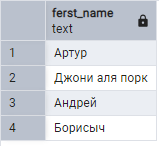 ferst_name
text
1 Артур
2 Джони аля порк
3 Андрей
4 Борисыч